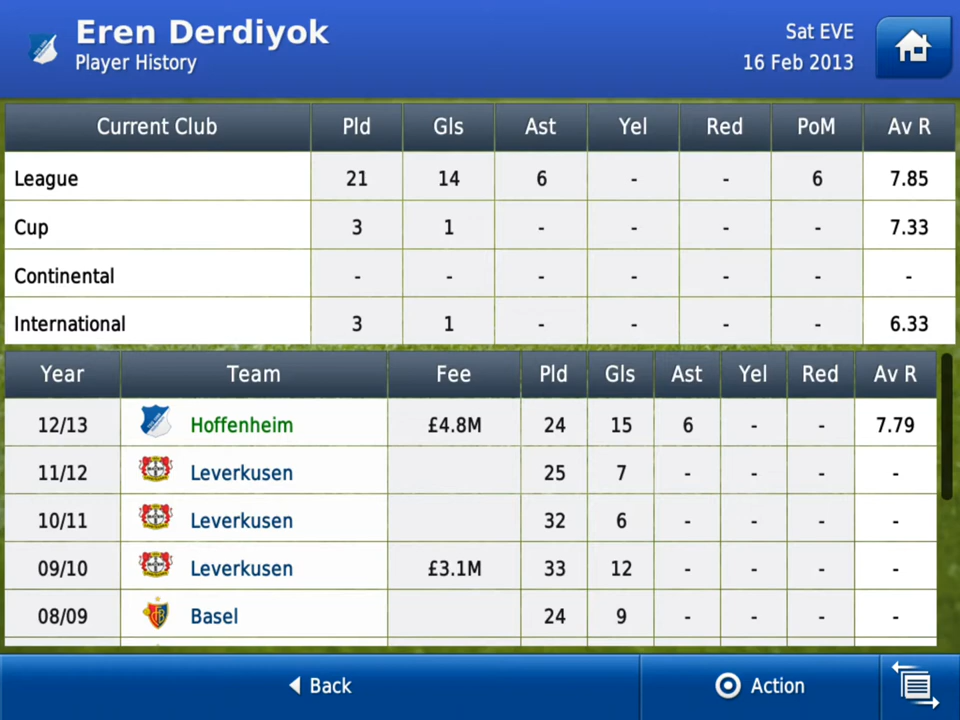 Eren Derdiyok
Player History
Sat EVE
16 Feb 2013
Current Club Pld Gls Ast Yel Red PoM Av R
League 21 14 6 - - 6 7.85
Cup 3 1 - - - - 7.33
Continental - - - - - - -
International 3 1 - - - - 6.33
Year Team Fee Pld Gls Ast Yel Red Av R
12/13 Hoffenheim £4.8M 24 15 6 - - 7.79
11/12 Leverkusen 25 7 - - - -
10/11 Leverkusen 32 6 - - - -
09/10 Leverkusen £3.1M 33 12 - - - -
08/09 Basel 24 9 - - - -
Back
Action